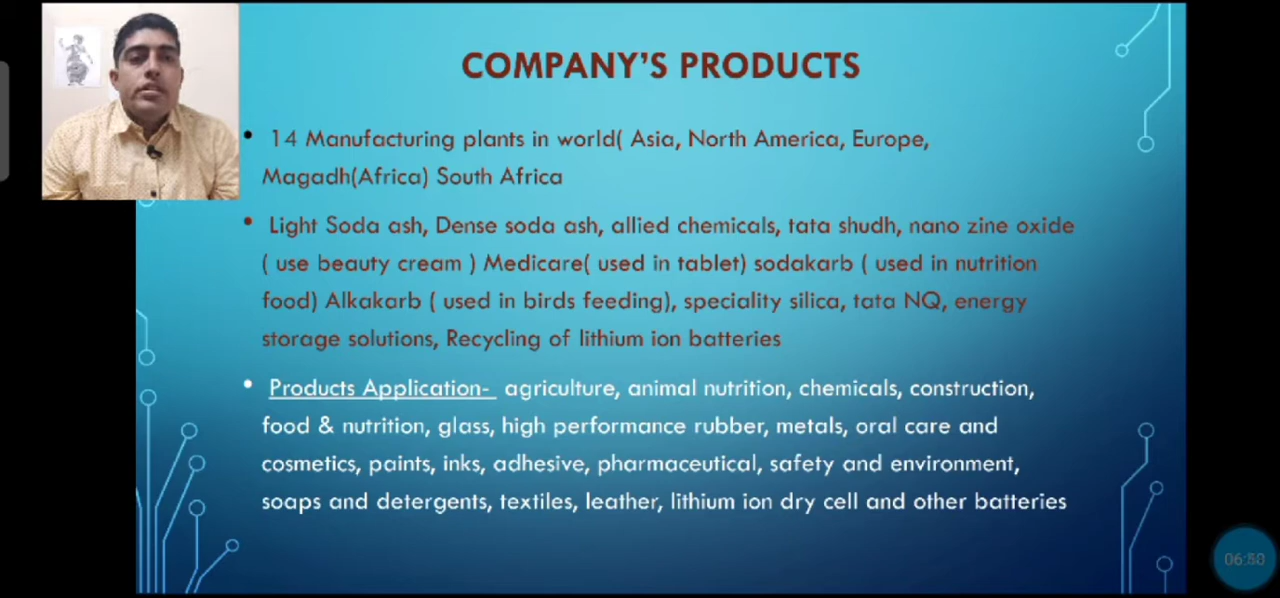 COMPANY'S PRODUCTS
• 14 Manufacturing plants in world( Asia, North America, Europe,
Magadh(Africa) South Africa
• Light Soda ash, Dense soda ash, allied chemicals, tata shudh, nano zine oxide
( use beauty cream ) Medicare( used in tablet) sodakarb ( used in nutrition
food) Alkakarb ( used in birds feeding), speciality silica, tata NQ, energy
storage solutions, Recycling of lithium ion batteries
• Products Application- agriculture, animal nutrition, chemicals, construction,
food & nutrition, glass, high performance rubber, metals, oral care and
cosmetics, paints, inks, adhesive, pharmaceutical, safety and environment,
soaps and detergents, textiles, leather, lithium ion dry cell and other batteries
06:50